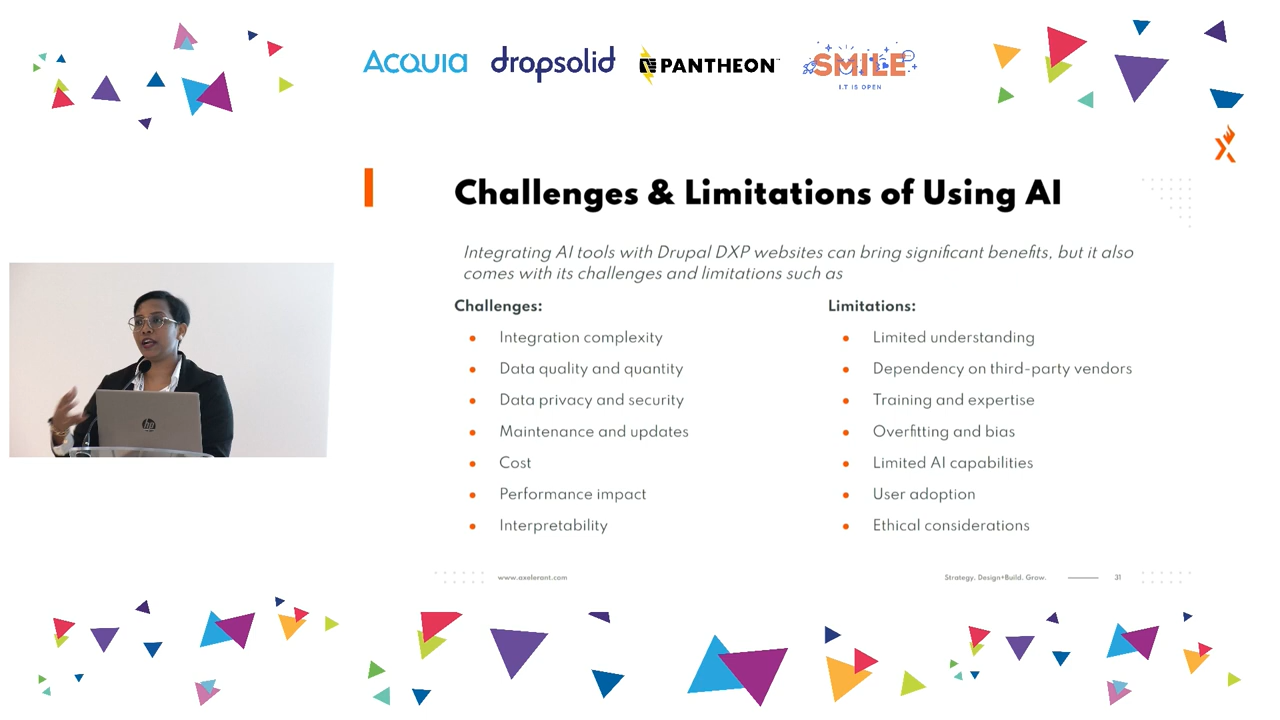 Acquia
dropsolid
PANTHEON
SMILE
I.T IS OPEN
Challenges & Limitations of Using AI
Integrating AI tools with Drupal DXP websites can bring significant benefits, but it also
comes with its challenges and limitations such as
Challenges:
Integration complexity
Data quality and quantity
Data privacy and security
Maintenance and updates
Cost
Performance impact
Interpretability
Limitations:
Limited understanding
Dependency on third-party vendors
Training and expertise
Overfitting and bias
Limited AI capabilities
User adoption
Ethical considerations
hp
www.axelerant.com
Strategy. Design+Build. Grow.
31